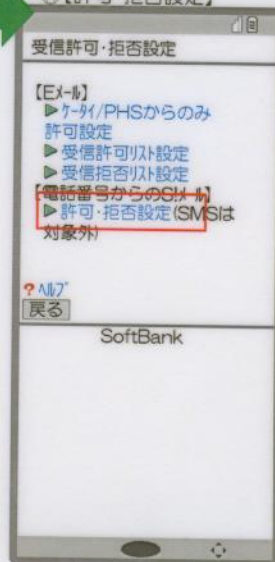 受信許可・拒否設定
【Eメール】
▶ケータイ/PHSからのみ
許可設定
▶受信許可リスト設定
▶受信拒否リスト設定
【電話番号からのS!メール】
▶許可・拒否設定(SMSは
対象外)
?ヘルプ
戻る
SoftBank